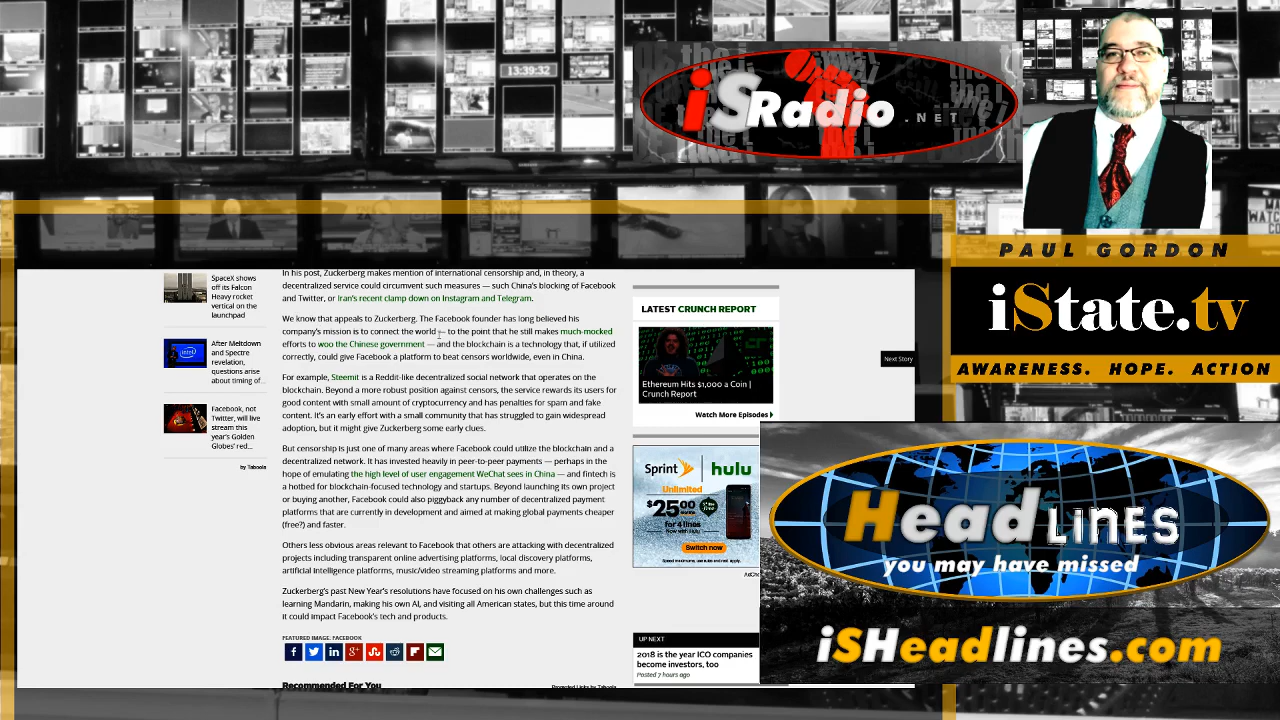 13:39:32
iSRadio
.NET
PAUL GORDON
iState.tv
AWARENESS. HOPE. ACTION
SpaceX shows
off its Falcon
Heavy rocket
vertical on the
launchpad
After Meltdown
and Spectre
revelation,
questions arise
about timing of...
Facebook, not
Twitter, will live
stream this
year's Golden
Globes' red...
by Taboola
In his post, Zuckerberg makes mention of international censorship and, in theory, a
decentralized service could circumvent such measures — such China's blocking of Facebook
and Twitter, or Iran's recent clamp down on Instagram and Telegram.
We know that appeals to Zuckerberg. The Facebook founder has long believed his
company's mission is to connect the world — to the point that he still makes much-mocked
efforts to woo the Chinese government — and the blockchain is a technology that, if utilized
correctly, could give Facebook a platform to beat censors worldwide, even in China.
For example, Steemit is a Reddit-like decentralized social network that operates on the
blockchain. Beyond a more robust position against censors, the service rewards its users for
good content with small amount of cryptocurrency and has penalties for spam and fake
content. It's an early effort with a small community that has struggled to gain widespread
adoption, but it might give Zuckerberg some early clues.
But censorship is just one of many areas where Facebook could utilize the blockchain and a
decentralized network. It has invested heavily in peer-to-peer payments — perhaps in the
hope of emulating the high level of user engagement WeChat sees in China — and fintech is
a hotbed for blockchain-focused technology and startups. Beyond launching its own project
or buying another, Facebook could also piggyback any number of decentralized payment
platforms that are currently in development and aimed at making global payments cheaper
(free?) and faster.
Others less obvious areas relevant to Facebook that others are attacking with decentralized
projects including transparent online advertising platforms, local discovery platforms,
artificial intelligence platforms, music/video streaming platforms and more.
Zuckerberg's past New Year's resolutions have focused on his own challenges such as
learning Mandarin, making his own AI, and visiting all American states, but this time around
it could impact Facebook's tech and products.
FEATURED IMAGE: FACEBOOK
Recommended For You
Promoted Links by Taboola
LATEST CRUNCH REPORT
Ethereum Hits $1,000 a Coin |
Crunch Report
Watch More Episodes
Next Story
Sprint hulu
Unlimited
$25.00
for 4 lines
Now with Hulu
Switch now
UP NEXT
2018 is the year ICO companies
become investors, too
Posted 7 hours ago
HeadLINES
you may have missed
iSHeadlines.com